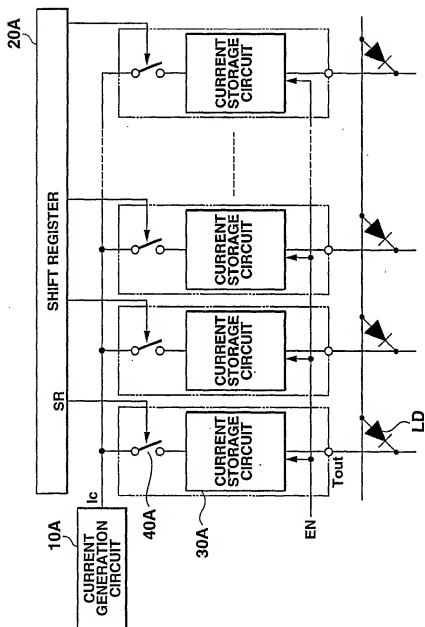 20A
SHIFT REGISTER
SR
Ic
10A
CURRENT
GENERATION
CIRCUIT
40A
30A
CURRENT
STORAGE
CIRCUIT
CURRENT
STORAGE
CIRCUIT
CURRENT
STORAGE
CIRCUIT
CURRENT
STORAGE
CIRCUIT
EN
Tout
LD